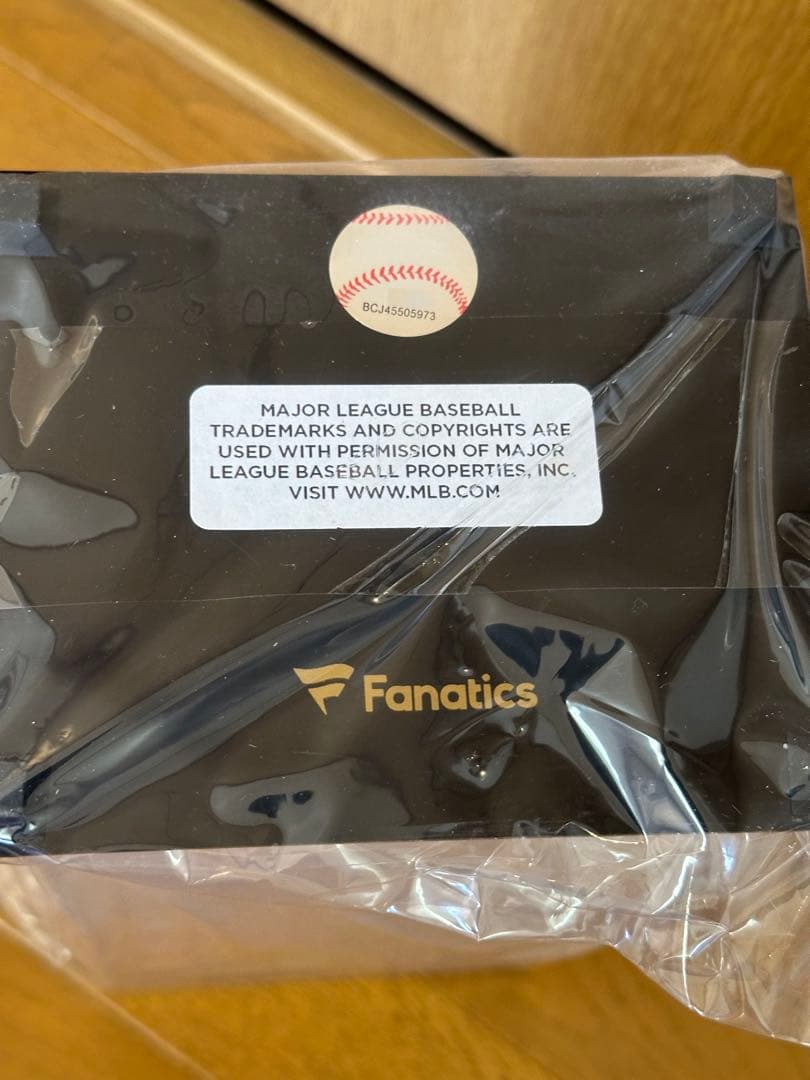 BCJ45505973
MAJOR LEAGUE BASEBALL
TRADEMARKS AND COPYRIGHTS ARE
USED WITH PERMISSION OF MAJOR
LEAGUE BASEBALL PROPERTIES, INC.
VISIT WWW.MLB.COM
Fanatics